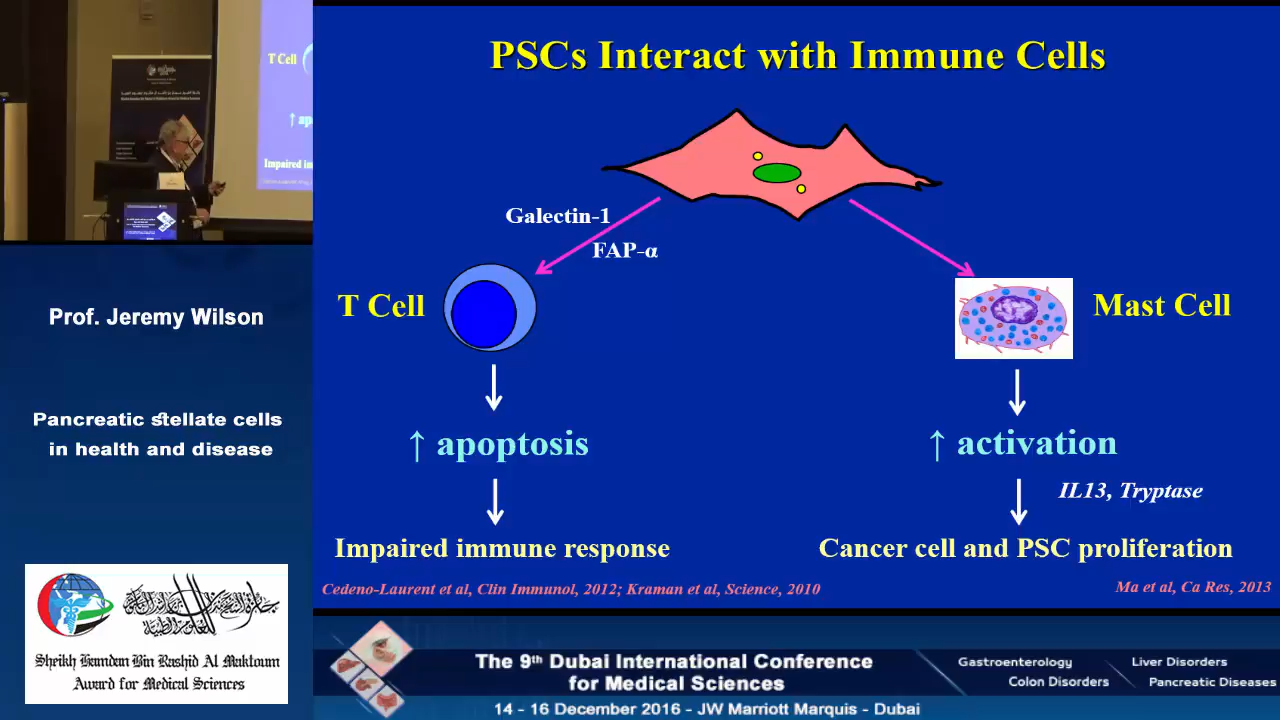 T Cell
↑ apo
Impaired im
PSCs Interact with Immune Cells
Galectin-1
FAP-α
T Cell
Mast Cell
↑ apoptosis
↑ activation
IL13, Tryptase
Impaired immune response
Cancer cell and PSC proliferation
Cedeno-Laurent et al, Clin Immunol, 2012; Kraman et al, Science, 2010
Ma et al, Ca Res, 2013
Prof. Jeremy Wilson
Pancreatic Stellate cells
in health and disease
Sheikh Hamdan Bin Rashid Al Maktoum
Award for Medical Sciences
The 9th Dubai International Conference
for Medical Sciences
14 - 16 December 2016 - JW Marriott Marquis - Dubai
Gastroenterology
Liver Disorders
Colon Disorders
Pancreatic Diseases